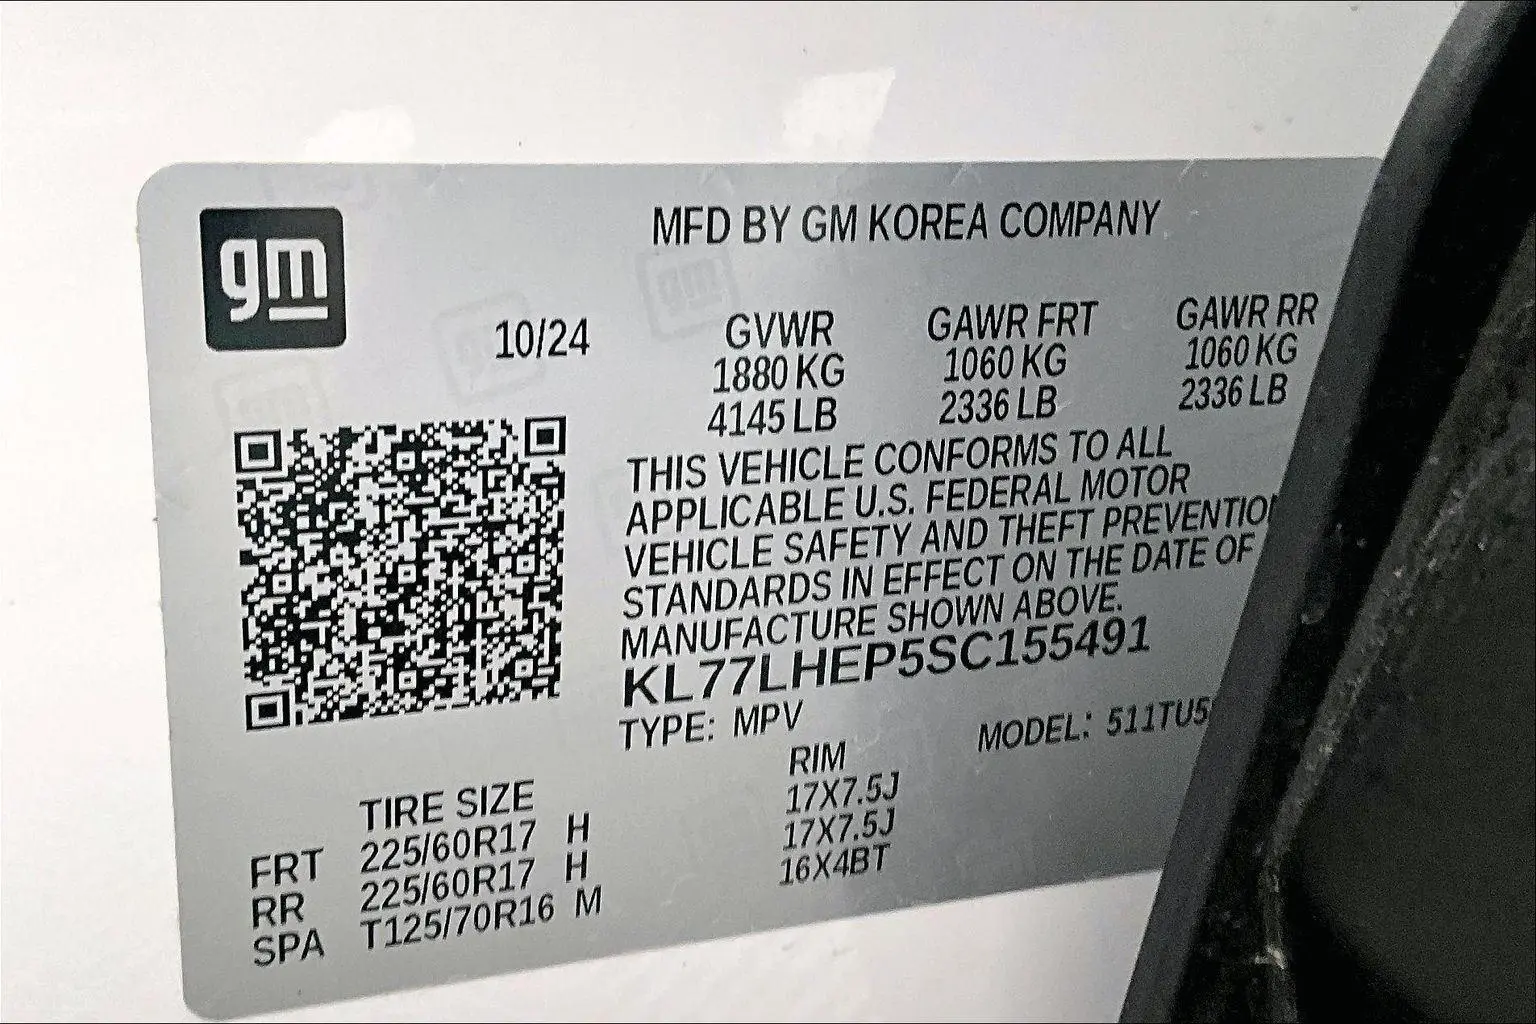 gm
MFD BY GM KOREA COMPANY
10/24
GVWR GAWR FRT GAWR RR
1880 KG 1060 KG 1060 KG
4145 LB 2336 LB 2336 LB
THIS VEHICLE CONFORMS TO ALL
APPLICABLE U.S. FEDERAL MOTOR
VEHICLE SAFETY AND THEFT PREVENTIO
STANDARDS IN EFFECT ON THE DATE OF
MANUFACTURE SHOWN ABOVE.
KL77LHEP5SC155491
TYPE: MPV MODEL: 511TU5
TIRE SIZE RIM
FRT 225/60R17 H 17X7.5J
RR 225/60R17 H 17X7.5J
SPA T125/70R16 M 16X4BT